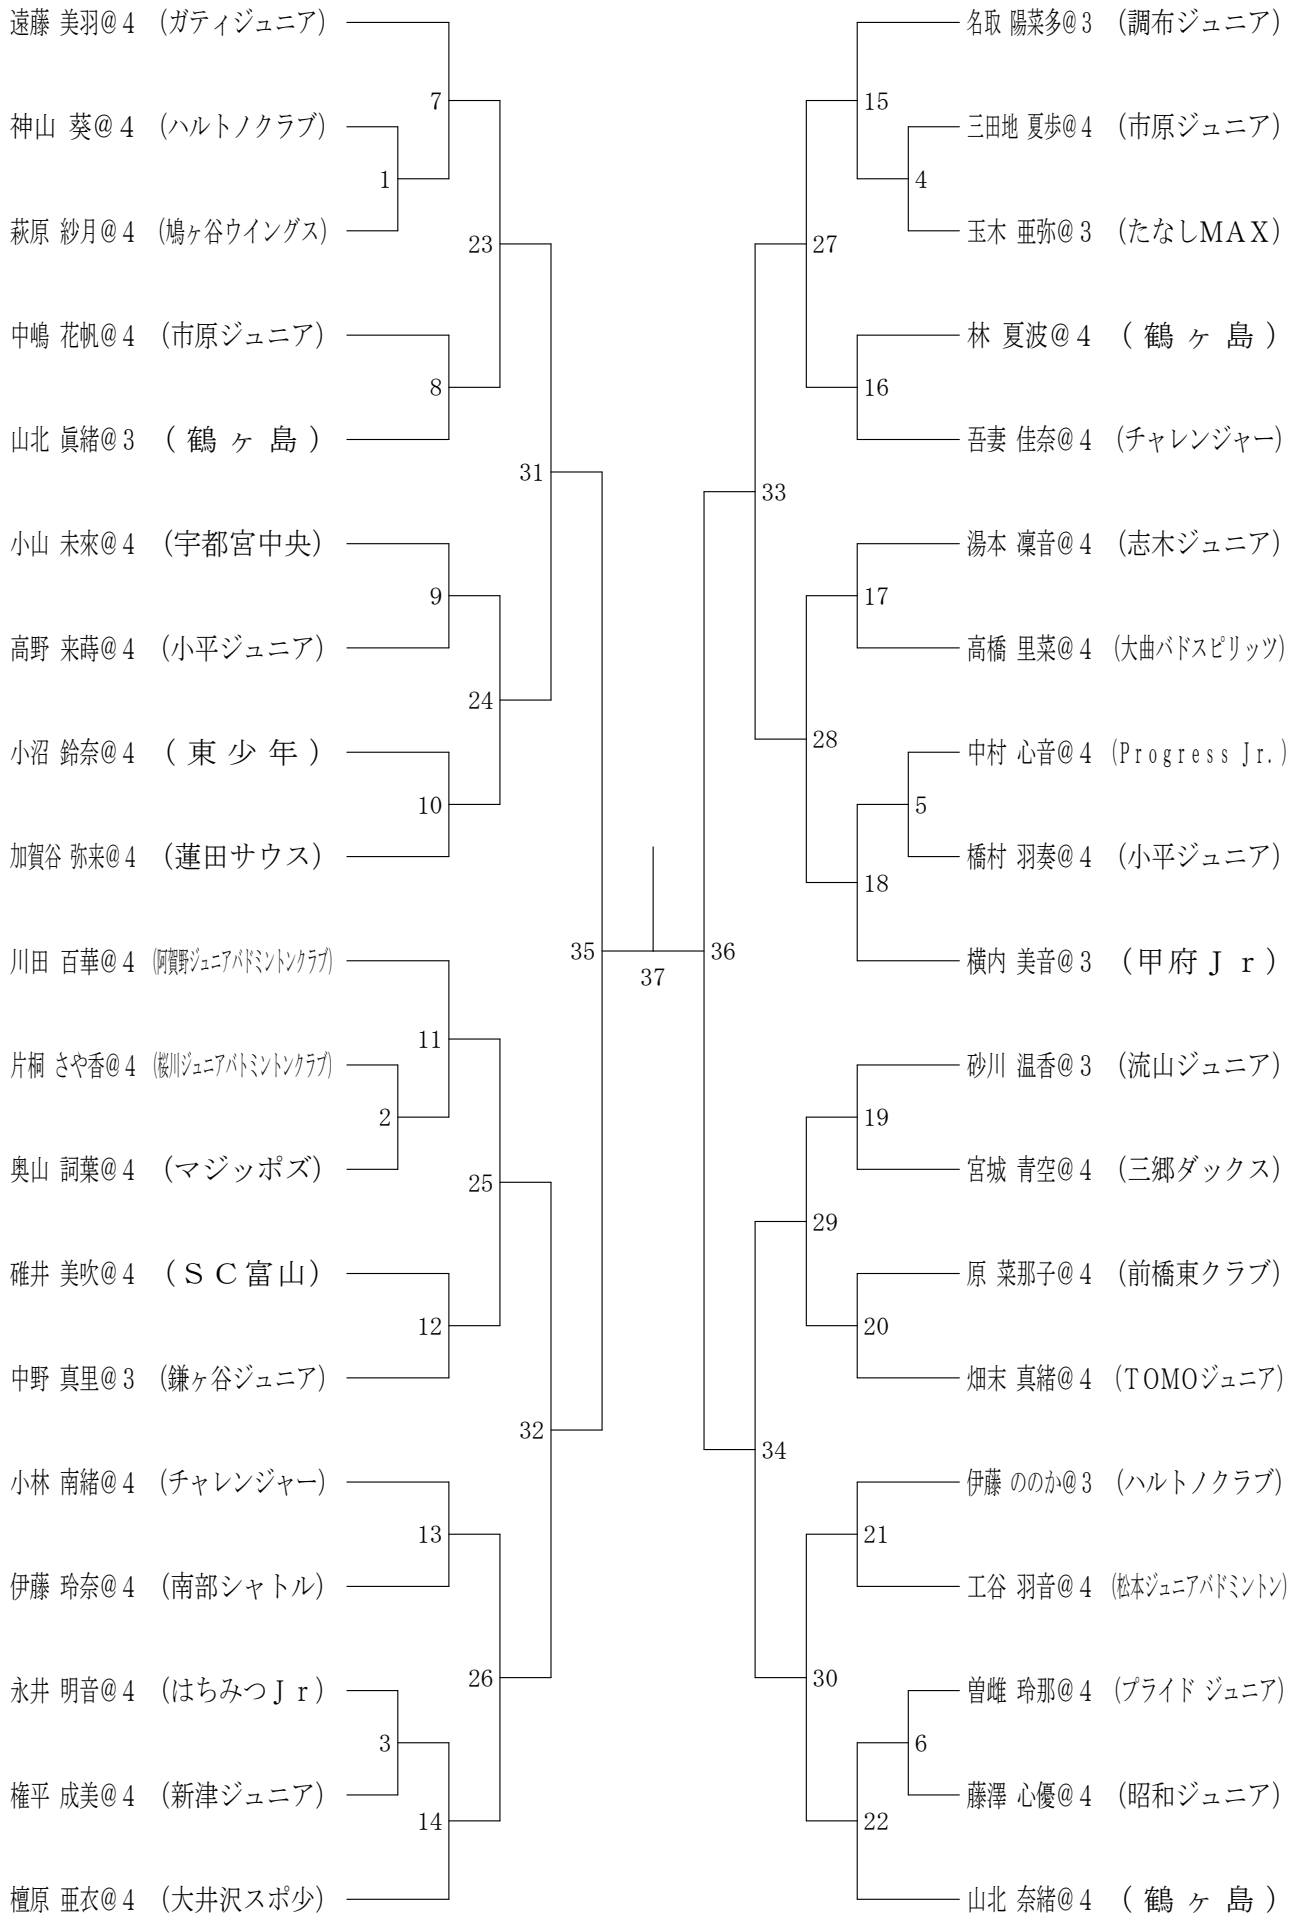 遠藤 美羽@4 (ガティジュニア)
神山 葵@4 (ハルトノクラブ)
萩原 紗月@4 (鳩ヶ谷ウイングス)
中嶋 花帆@4 (市原ジュニア)
山北 眞緒@3 (鶴ヶ島)
小山 未來@4 (宇都宮中央)
高野 来蒔@4 (小平ジュニア)
小沼 鈴奈@4 (東少年)
加賀谷 弥来@4 (蓮田サウス)
川田 百華@4 (阿賀野ジュニアバドミントンクラブ)
片桐 さや香@4 (桜川ジュニアバトミントンクラブ)
奥山 詞葉@4 (マジッポズ)
碓井 美吹@4 (SC富山)
中野 真里@3 (鎌ヶ谷ジュニア)
小林 南緒@4 (チャレンジャー)
伊藤 玲奈@4 (南部シャトル)
永井 明音@4 (はちみつJr)
権平 成美@4 (新津ジュニア)
檀原 亜衣@4 (大井沢スポ少)
1
2
3
7
8
9
10
11
12
13
14
23
24
25
26
31
32
35
37
36
33
34
27
28
29
30
15
16
17
18
19
20
21
22
4
5
6
名取 陽菜多@3 (調布ジュニア)
三田地 夏歩@4 (市原ジュニア)
玉木 亜弥@3 (たなしMAX)
林 夏波@4 (鶴ヶ島)
吾妻 佳奈@4 (チャレンジャー)
湯本 凜音@4 (志木ジュニア)
高橋 里菜@4 (大曲バドスピリッツ)
中村 心音@4 (Progress Jr.)
橋村 羽奏@4 (小平ジュニア)
横内 美音@3 (甲府Jr)
砂川 温香@3 (流山ジュニア)
宮城 青空@4 (三郷ダックス)
原 菜那子@4 (前橋東クラブ)
畑末 真緒@4 (TOMOジュニア)
伊藤 ののか@3 (ハルトノクラブ)
工谷 羽音@4 (松本ジュニアバドミントン)
曽雌 玲那@4 (プライド ジュニア)
藤澤 心優@4 (昭和ジュニア)
山北 奈緒@4 (鶴ヶ島)